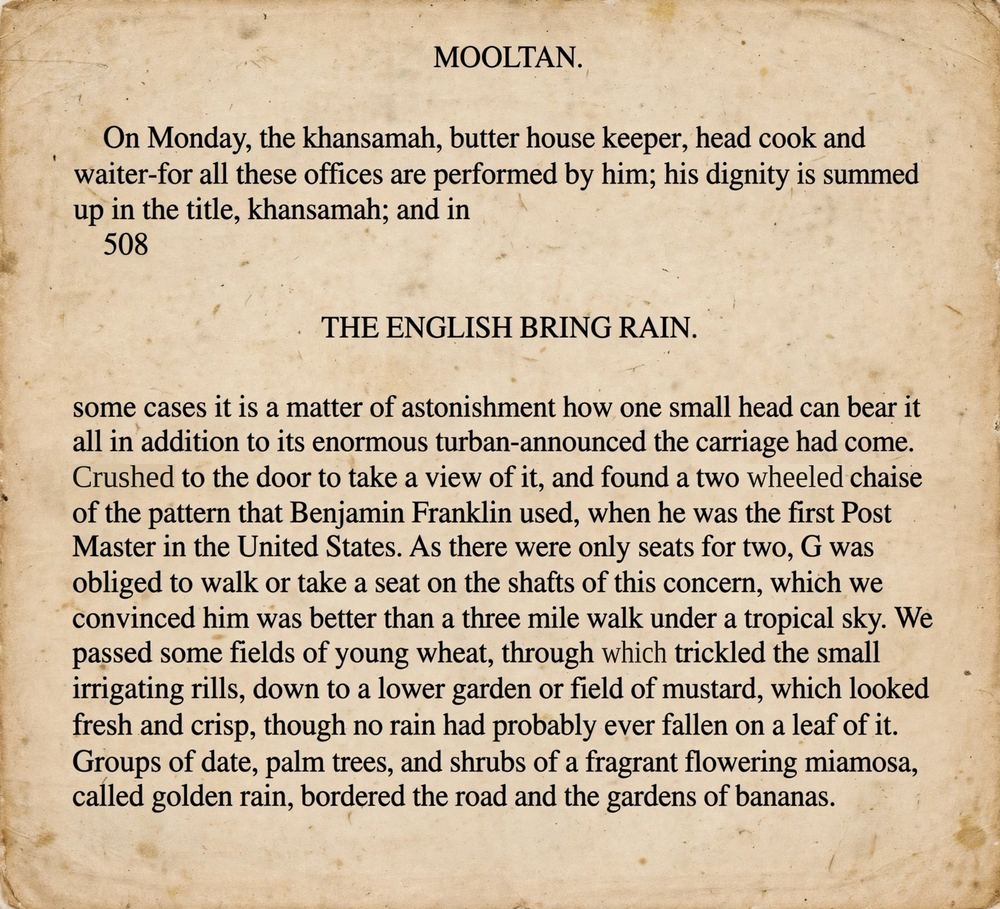 MOOLTAN.
On Monday, the khansamah, butter house keeper, head cook and
waiter-for all these offices are performed by him; his dignity is summed
up in the title, khansamah; and in
508
THE ENGLISH BRING RAIN.
some cases it is a matter of astonishment how one small head can bear it
all in addition to its enormous turban-announced the carriage had come.
Crushed to the door to take a view of it, and found a two wheeled chaise
of the pattern that Benjamin Franklin used, when he was the first Post
Master in the United States. As there were only seats for two, G was
obliged to walk or take a seat on the shafts of this concern, which we
convinced him was better than a three mile walk under a tropical sky. We
passed some fields of young wheat, through which trickled the small
irrigating rills, down to a lower garden or field of mustard, which looked
fresh and crisp, though no rain had probably ever fallen on a leaf of it.
Groups of date, palm trees, and shrubs of a fragrant flowering miamosa,
called golden rain, bordered the road and the gardens of bananas.